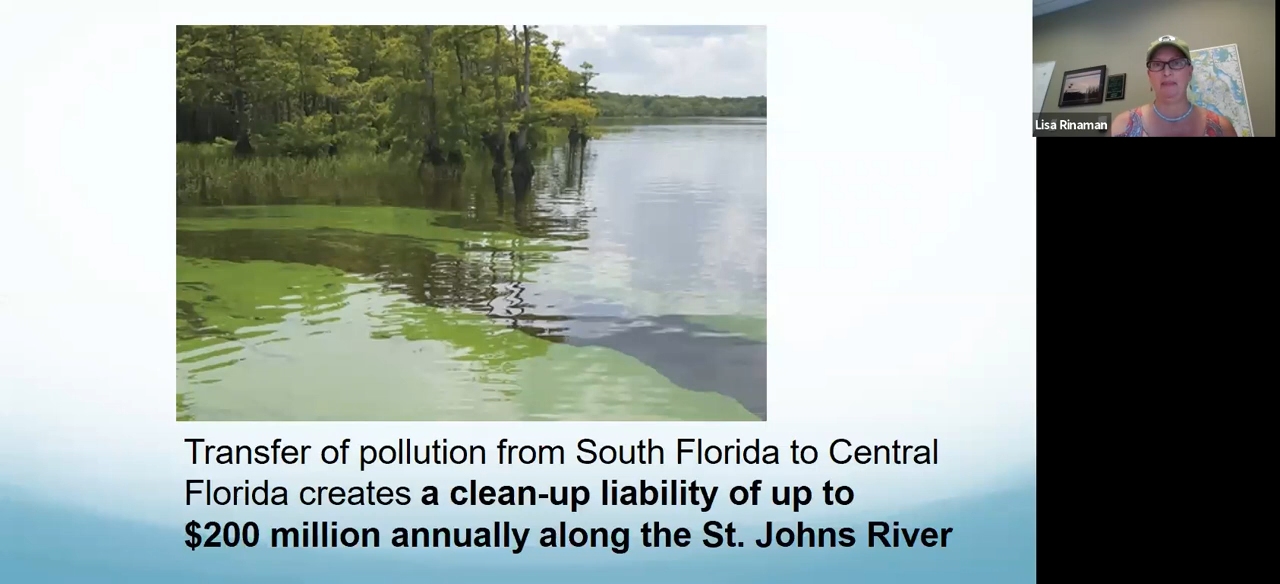 Lisa Rinaman
Transfer of pollution from South Florida to Central
Florida creates a clean-up liability of up to
$200 million annually along the St. Johns River